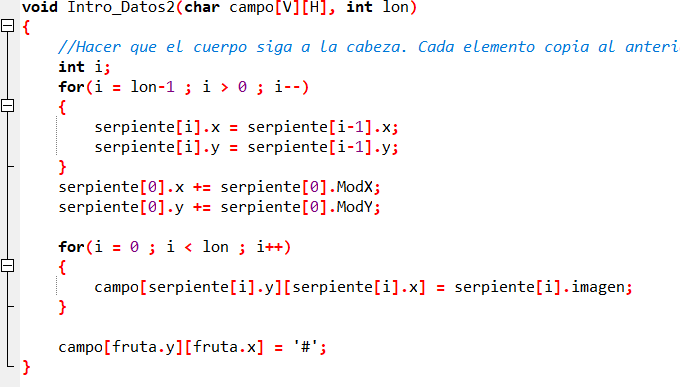 void Intro_Datos2(char campo[V][H], int lon)
{
//Hacer que el cuerpo siga a la cabeza. Cada elemento copia al anteri
int i;
for(i = lon-1 ; i > 0 ; i--)
{
serpiente[i].x = serpiente[i-1].x;
serpiente[i].y = serpiente[i-1].y;
}
serpiente[0].x += serpiente[0].ModX;
serpiente[0].y += serpiente[0].ModY;
for(i = 0 ; i < lon ; i++)
{
campo[serpiente[i].y][serpiente[i].x] = serpiente[i].imagen;
}
campo[fruta.y][fruta.x] = '#';
}